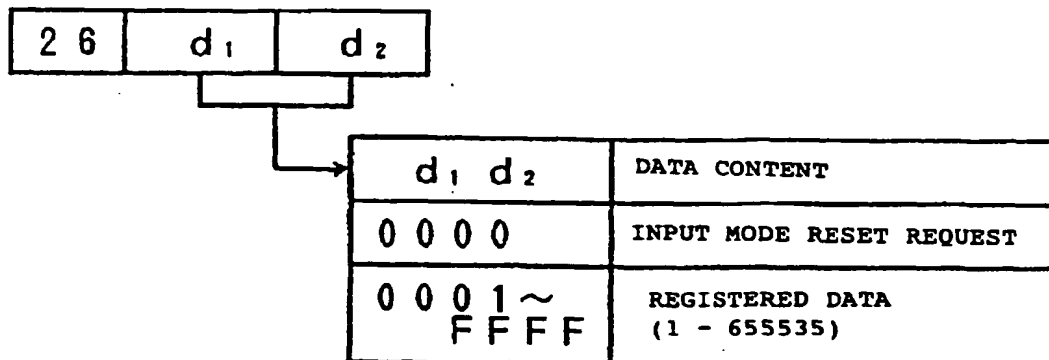 2 6 d₁ d₂
d₁ d₂ DATA CONTENT
0 0 0 0 INPUT MODE RESET REQUEST
0 0 0 1 ~ REGISTERED DATA
F F F F (1 - 655535)